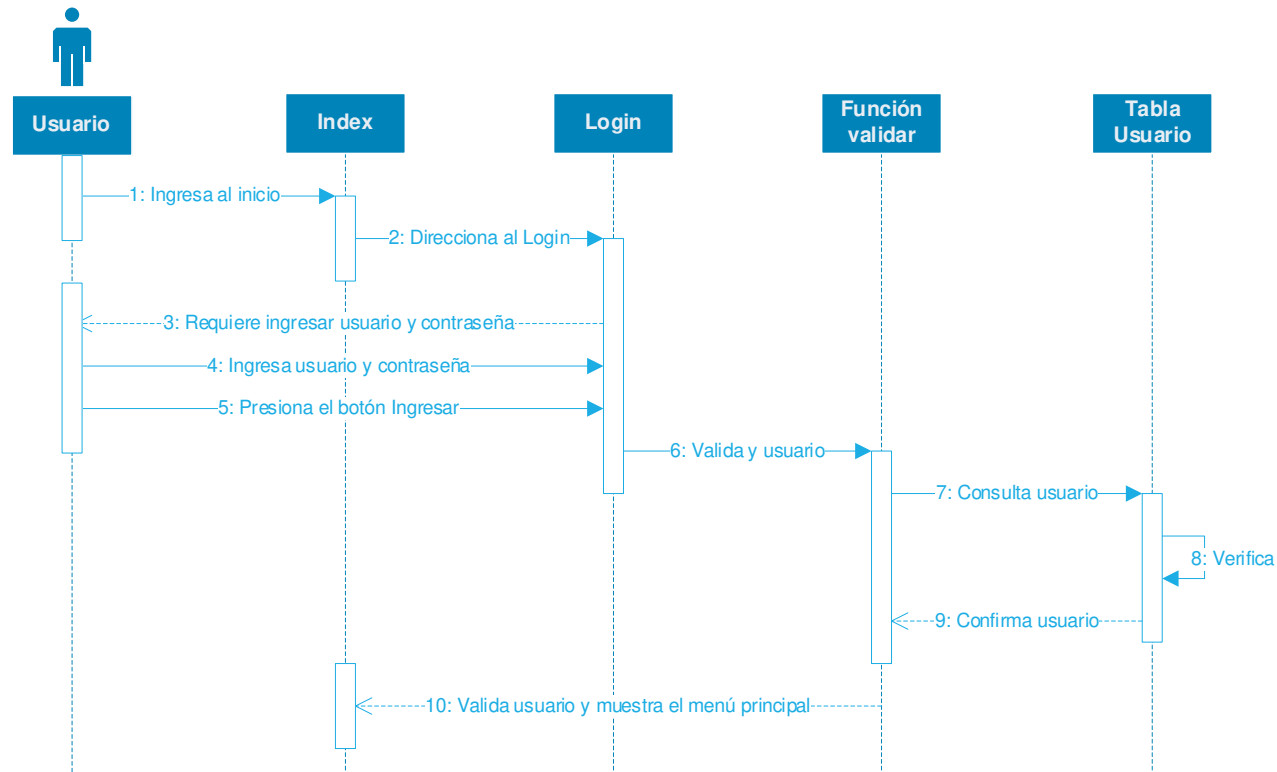 Usuario
Index
Login
Función
validar
Tabla
Usuario
1: Ingresa al inicio
2: Direcciona al Login
3: Requiere ingresar usuario y contraseña
4: Ingresa usuario y contraseña
5: Presiona el botón Ingresar
6: Valida y usuario
7: Consulta usuario
8: Verifica
9: Confirma usuario
10: Valida usuario y muestra el menú principal